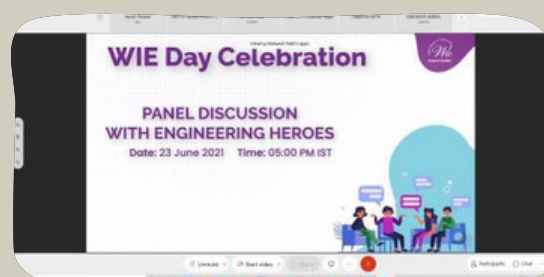 WIE Day Celebration
Wie
PANEL DISCUSSION
WITH ENGINEERING HEROES
Date: 23 June 2021 Time: 05:00 PM IST
Unmute
Start video
Participants
Chat